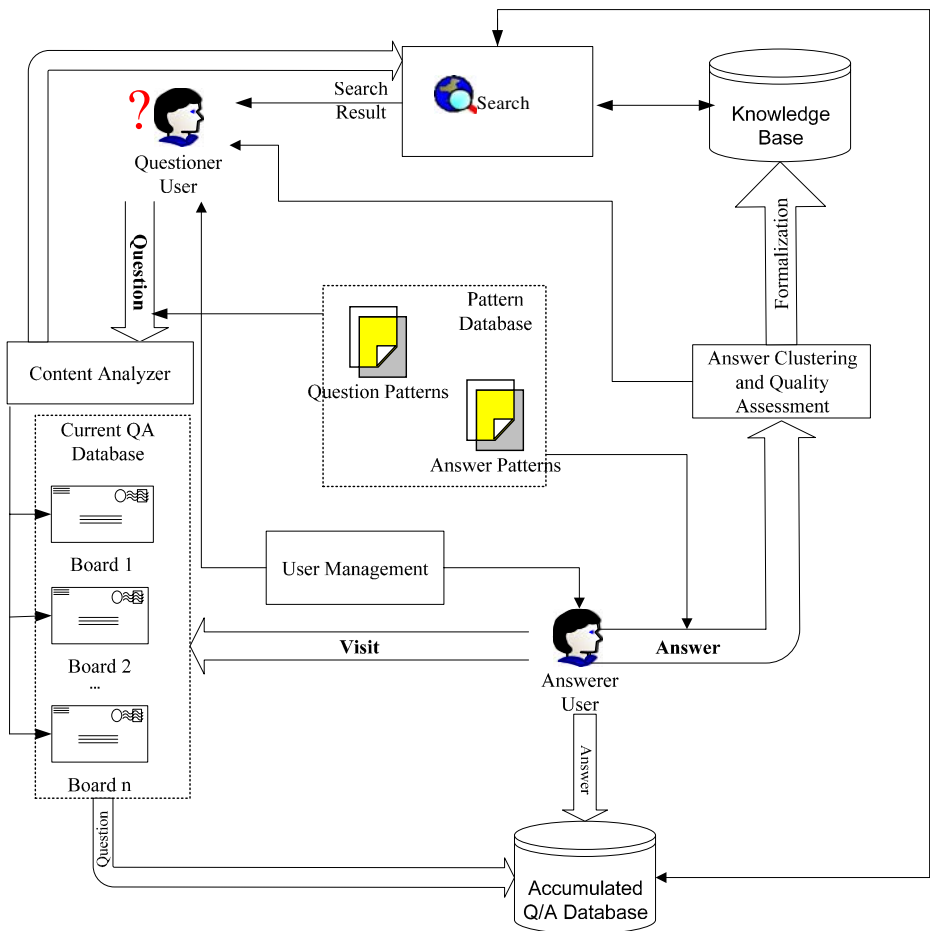 Search
Result
Search
Knowledge
Base
?
Questioner
User
Question
Formalization
Pattern
Database
Question Patterns
Answer Patterns
Content Analyzer
Answer Clustering
and Quality
Assessment
Current QA
Database
Board 1
Board 2
...
Board n
User Management
Visit
Answer
Answerer
User
Answer
Question
Accumulated
Q/A Database